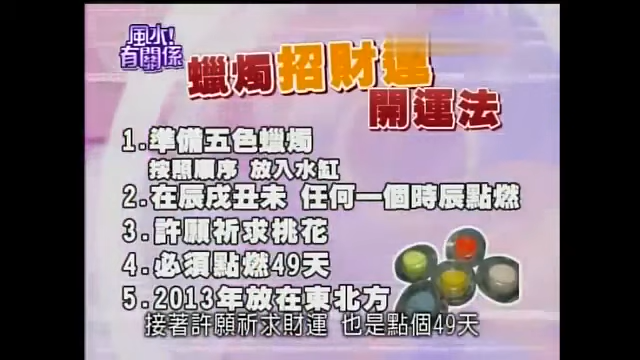 風水!
有關係
蠟燭招財運
開運法
1.準備五色蠟燭
按照順序 放入水缸
2.在辰戌丑未 任何一個時辰點燃
3.許願祈求桃花
4.必須點燃49天
5.2013年放在東北方
接著許願祈求財運 也是點個49天